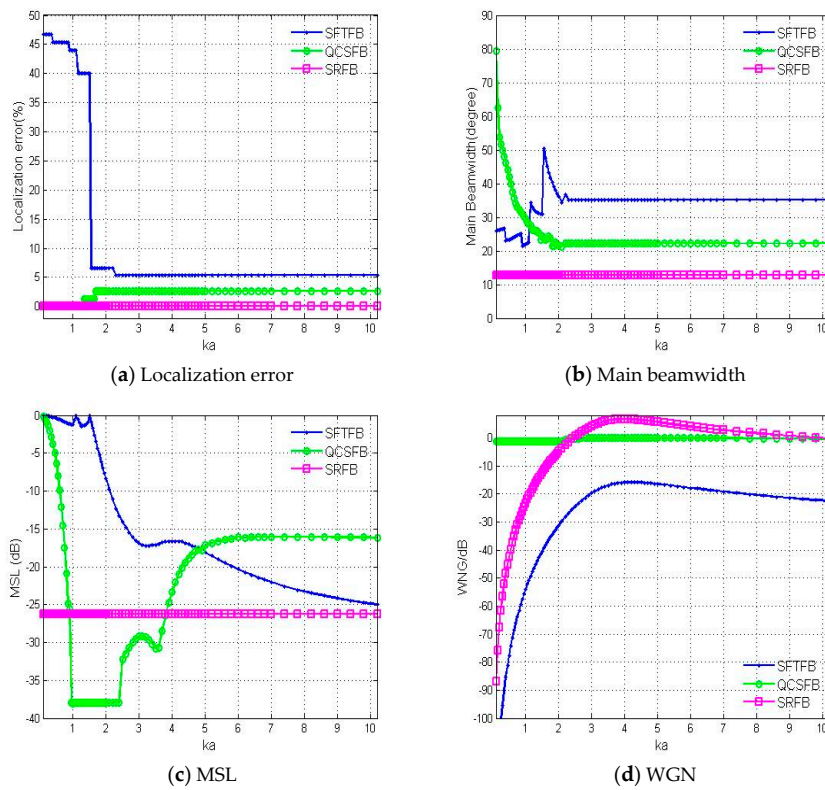 50
45
40
35
30
25
20
15
10
5
0
Localization error(%)
SFTFB
QCSFB
SRFB
1 2 3 4 5 6 7 8 9 10
ka
(a) Localization error
90
80
70
60
50
40
30
20
10
0
Main Beamwidth(degree)
SFTFB
QCSFB
SRFB
1 2 3 4 5 6 7 8 9 10
ka
(b) Main beamwidth
0
-5
-10
-15
-20
-25
-30
-35
-40
MSL (dB)
SFTFB
QCSFB
SRFB
1 2 3 4 5 6 7 8 9 10
ka
(c) MSL
0
-10
-20
-30
-40
-50
-60
-70
-80
-90
-100
WNG/dB
SFTFB
QCSFB
SRFB
1 2 3 4 5 6 7 8 9 10
ka
(d) WGN